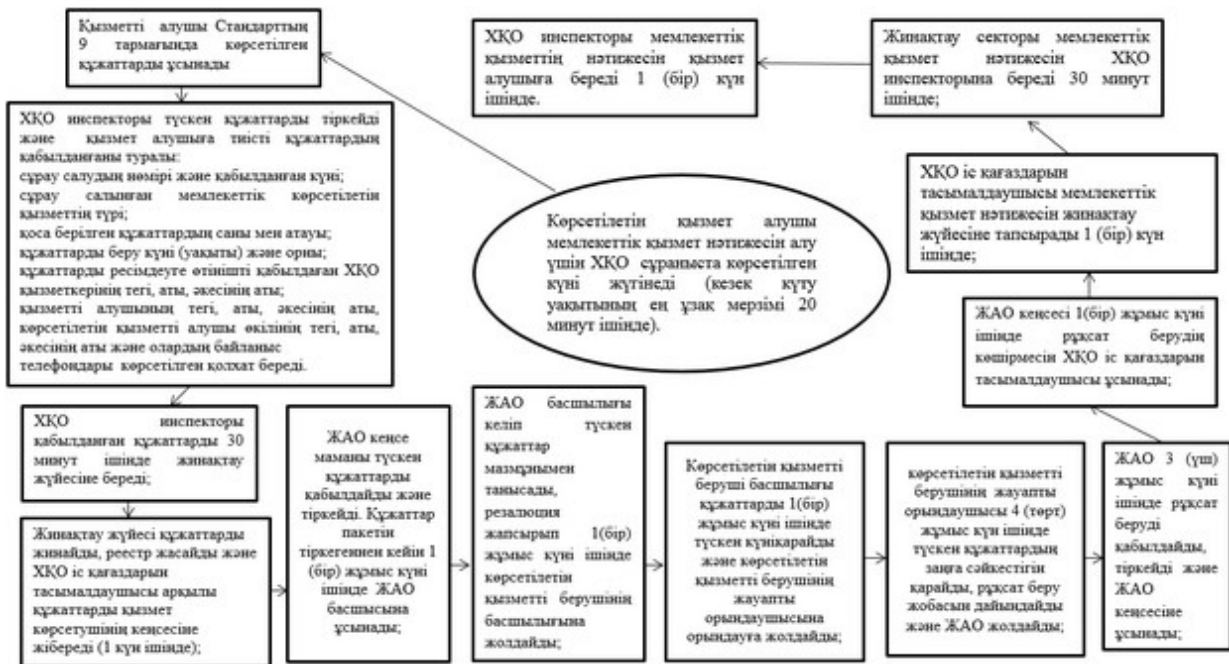 Қызметті алушы Стандарттың
9 тармағында көрсетілген
құжаттарды ұсынады
ХҚО инспекторы түскен құжаттарды тіркейді
және қызмет алушыға тиісті құжаттардың
қабылданғаны туралы:
сұрау салудың нөмірі және қабылданған күні;
сұрау салынған мемлекеттік көрсетілетін
қызметтің түрі;
қоса берілген құжаттардың саны мен атауы;
құжаттарды беру күні (уақыты) және орны;
құжаттарды ресімдеуге өтінішті қабылдаған ХҚО
қызметкерінің тегі, аты, әкесінің аты;
қызметті алушының тегі, аты, әкесінің аты,
көрсетілетін қызметті алушы өкілінің тегі, аты,
әкесінің аты және олардың байланыс
телефондары көрсетілген қолхат береді.
ХҚО инспекторы
қабылданған құжаттарды 30
минут ішінде жинақтау
жүйесіне береді;
Жинақтау жүйесі құжаттарды
жинайды, реестр жасайды және
ХҚО іс қағаздарын
тасымалдаушысы арқылы
құжаттарды қызмет
көрсетушінің кеңсесіне
жібереді (1 күн ішінде);
ЖАО кеңсе
маманы түскен
құжаттарды
қабылдайды және
тіркейді. Құжаттар
пакетін
тіркегеннен кейін 1
(бір) жұмыс күні
ішінде ЖАО
басшысына
ұсынады;
ЖАО басшылығы
келіп түскен
құжаттар
мазмұнымен
танысады,
резалюция
жапсырып 1(бір)
жұмыс күні ішінде
көрсетілетін
қызметті берушінің
басшылығына
жолдайды;
Көрсетілетін қызметті
беруші басшылығы
құжаттарды 1(бір)
жұмыс күні ішінде
түскен күніқарайды
және көрсетілетін
қызметті берушінің
жауапты
орындаушысына
орындауға жолдайды;
көрсетілетін қызметті
берушінің жауапты
орындаушысы 4 (төрт)
жұмыс күн ішінде
түскен құжаттардың
заңға сәйкестігін
қарайды, рұқсат беру
жобасын дайындайды
және ЖАО жолдайды;
ЖАО 3 (үш)
жұмыс күні
ішінде рұқсат
беруді
қабылдайды,
тіркейді және
ЖАО
кеңсесіне
ұсынады;
ЖАО кеңсесі 1(бір) жұмыс күні
ішінде рұқсат берудің
көшірмесін ХҚО іс қағаздарын
тасымалдаушысы ұсынады;
ХҚО іс қағаздарын
тасымалдаушысы мемлекеттік
қызмет нәтижесін жинақтау
жүйесіне тапсырады 1 (бір) күн
ішінде;
Жинақтау секторы мемлекеттік
қызмет нәтижесін ХҚО
инспекторына береді 30 минут
ішінде;
ХҚО инспекторы мемлекеттік
қызметтің нәтижесін қызмет
алушыға береді 1 (бір) күн
ішінде.
Көрсетілетін қызмет алушы
мемлекеттік қызмет нәтижесін алу
үшін ХҚО сұраныста көрсетілген
күні жүгінеді (кезек күту
уақытының ең ұзақ мерзімі 20
минут ішінде).